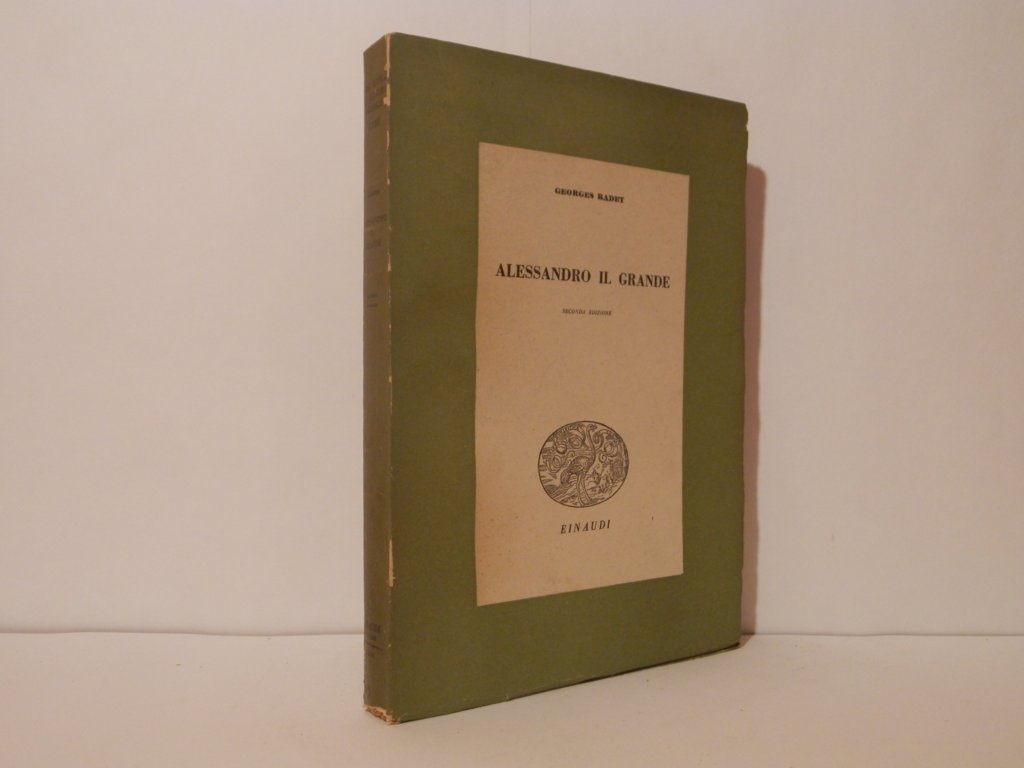 GEORGES RADET
ALESSANDRO IL GRANDE
SECONDA EDIZIONE
EINAUDI